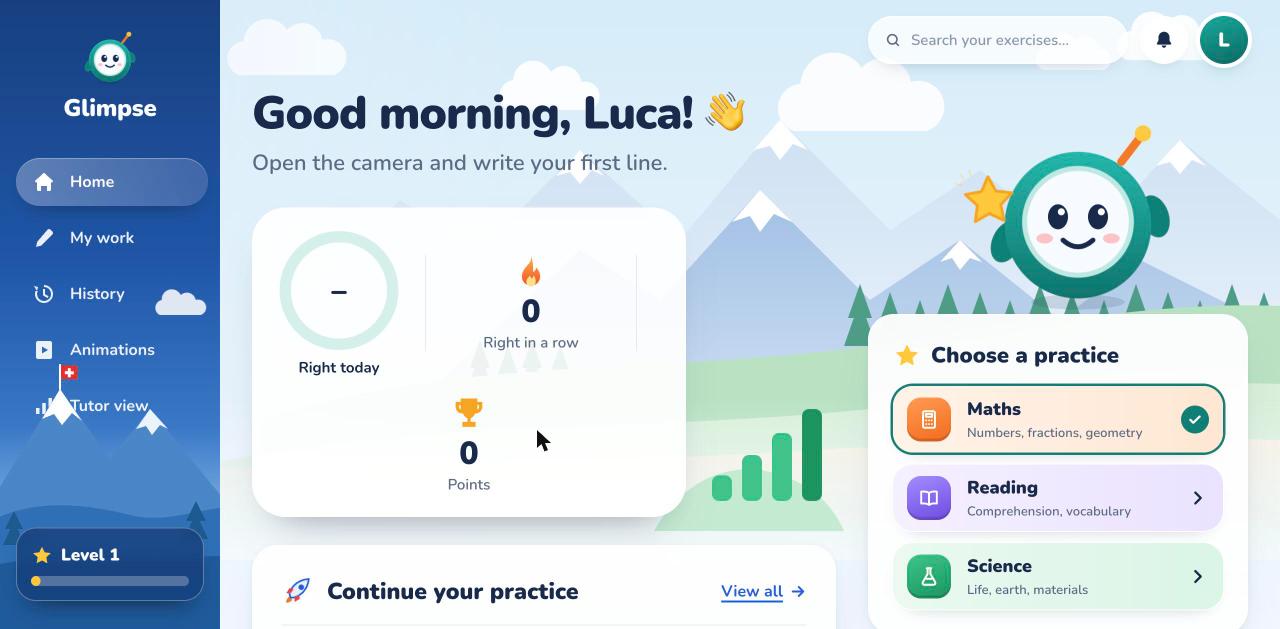 Glimpse
Home
My work
History
Animations
Tutor view
Level 1
Search your exercises...
L
Good morning, Luca! 👋
Open the camera and write your first line.
–
Right today
0
Right in a row
0
Points
Continue your practice
View all →
Choose a practice
Maths
Numbers, fractions, geometry
Reading
Comprehension, vocabulary
Science
Life, earth, materials